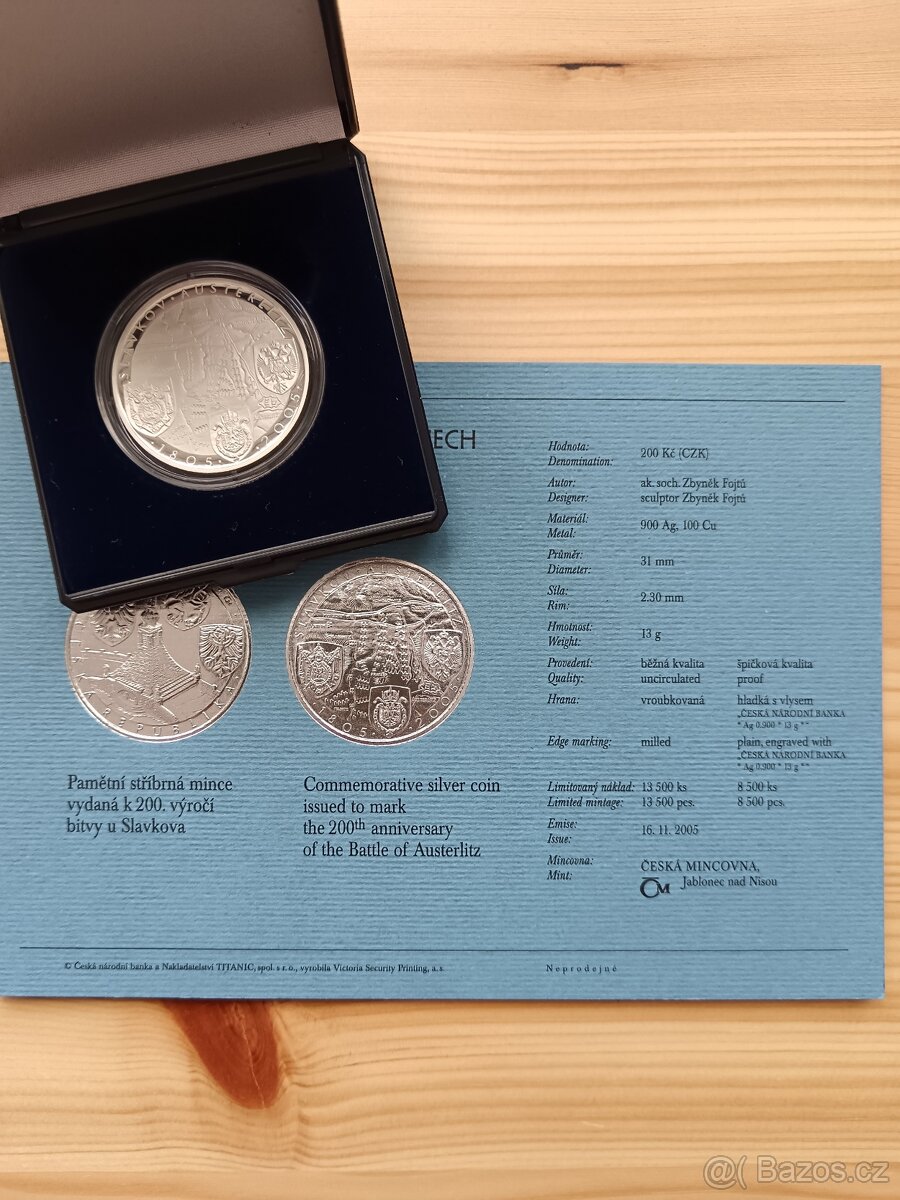 SLAVKOV · AUSTERLITZ
· 1805 · 2005 ·
ECH
SLAVKOV · AUSTERLITZ
1805 · 2005
REPUBLIKA
Pamětní stříbrná mince
vydaná k 200. výročí
bitvy u Slavkova
Commemorative silver coin
issued to mark
the 200th anniversary
of the Battle of Austerlitz
Hodnota:
Denomination: 200 Kč (CZK)
Autor: ak. soch. Zbyněk Fojtů
Designer: sculptor Zbyněk Fojtů
Materiál:
Metal: 900 Ag, 100 Cu
Průměr:
Diameter: 31 mm
Síla:
Rim: 2.30 mm
Hmotnost:
Weight: 13 g
Provedení: běžná kvalita špičková kvalita
Quality: uncirculated proof
Hrana: vroubkovaná hladká s vlysem
„ČESKÁ NÁRODNÍ BANKA
* Ag 0.900 * 13 g *“
Edge marking: milled plain, engraved with
„ČESKÁ NÁRODNÍ BANKA
* Ag 0.900 * 13 g *“
Limitovaný náklad: 13 500 ks 8 500 ks
Limited mintage: 13 500 pcs. 8 500 pcs.
Emise:
Issue: 16. 11. 2005
Mincovna: ČESKÁ MINCOVNA,
Mint: ČM Jablonec nad Nisou
© Česká národní banka a Nakladatelství TITANIC, spol. s r.o., vyrobila Victoria Security Printing, a. s.
Neprodejné
@( Bazos.cz